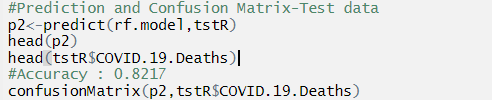 #Prediction and Confusion Matrix-Test data
p2<-predict(rf.model,tstR)
head(p2)
head(tstR$COVID.19.Deaths)
#Accuracy : 0.8217
confusionMatrix(p2,tstR$COVID.19.Deaths)